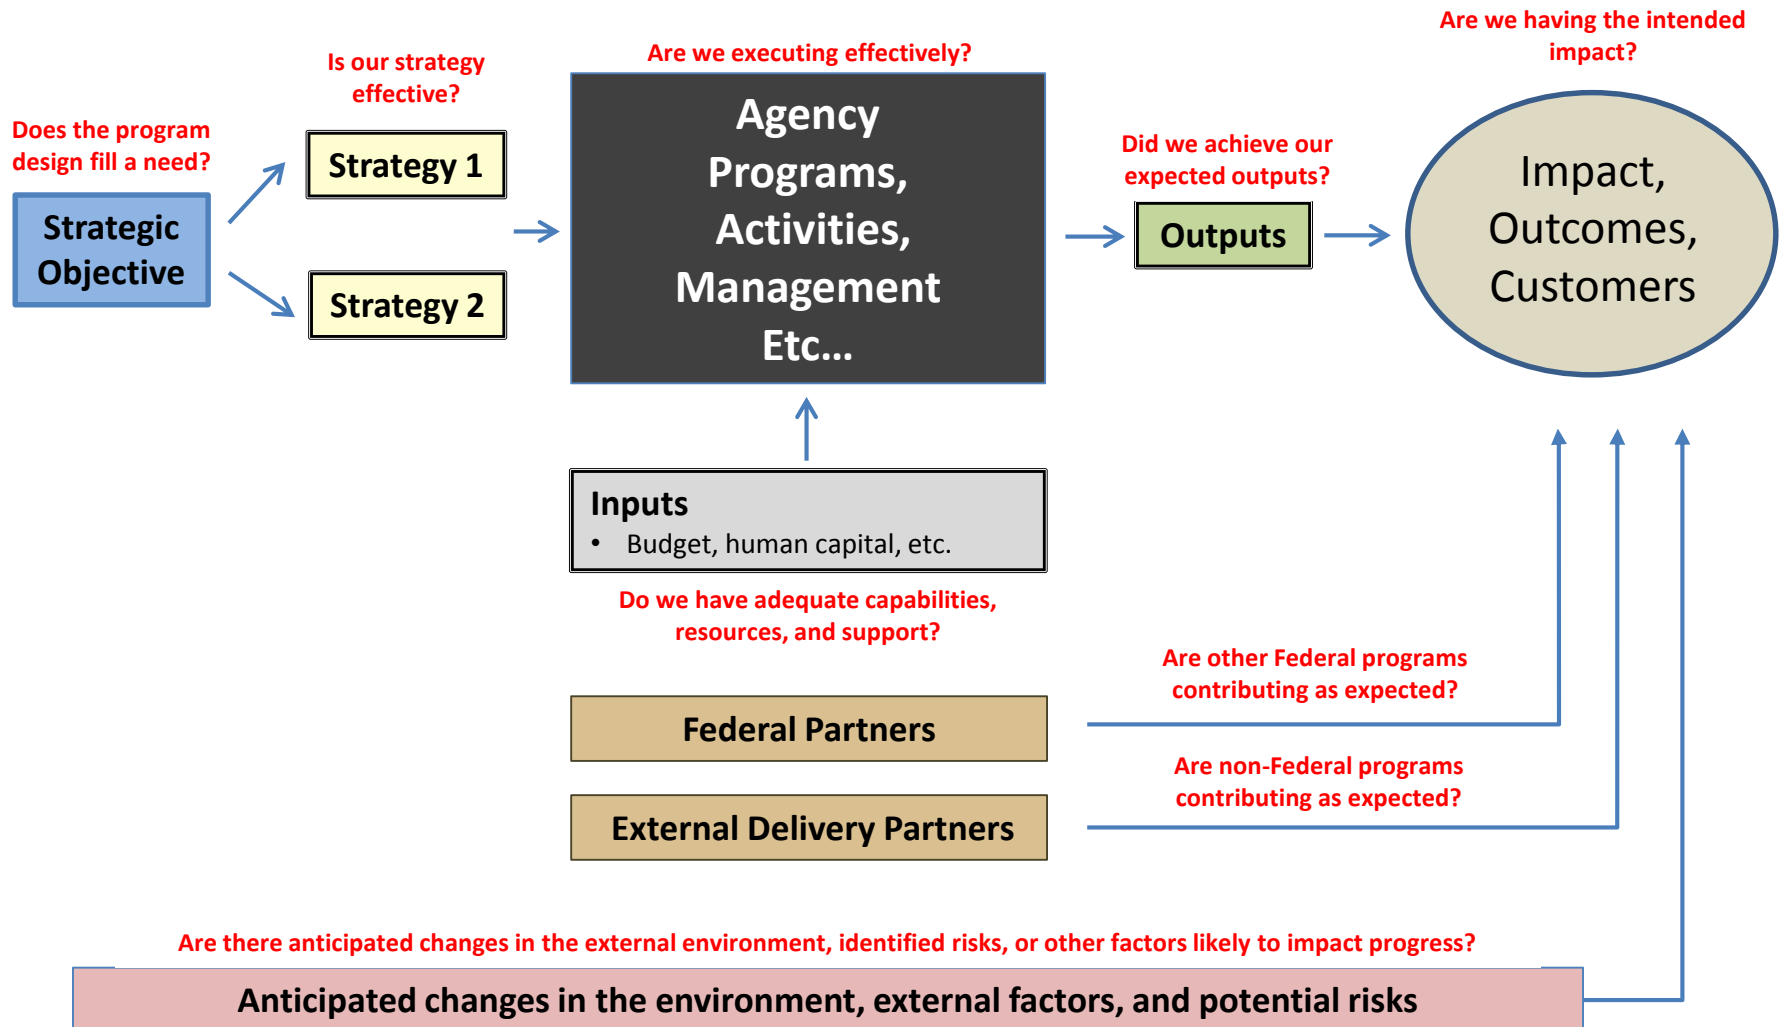 Are we having the intended
impact?
Are we executing effectively?
Is our strategy
effective?
Does the program
design fill a need?
Strategic
Objective
Strategy 1
Strategy 2
Agency
Programs,
Activities,
Management
Etc...
Did we achieve our
expected outputs?
Outputs
Impact,
Outcomes,
Customers
Inputs
• Budget, human capital, etc.
Do we have adequate capabilities,
resources, and support?
Are other Federal programs
contributing as expected?
Federal Partners
Are non-Federal programs
contributing as expected?
External Delivery Partners
Are there anticipated changes in the external environment, identified risks, or other factors likely to impact progress?
Anticipated changes in the environment, external factors, and potential risks